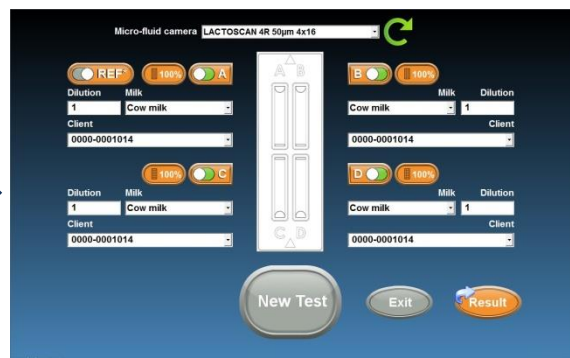 Micro-fluid camera LACTOSCAN 4R 50µm 4x16
REF* 100% A
A B
B 100%
Dilution Milk
1 Cow milk
Client
0000-0001014
Milk Dilution
Cow milk 1
Client
0000-0001014
100% C
D 100%
Dilution Milk
1 Cow milk
Client
0000-0001014
Milk Dilution
Cow milk 1
Client
0000-0001014
C D
New Test
Exit
Result